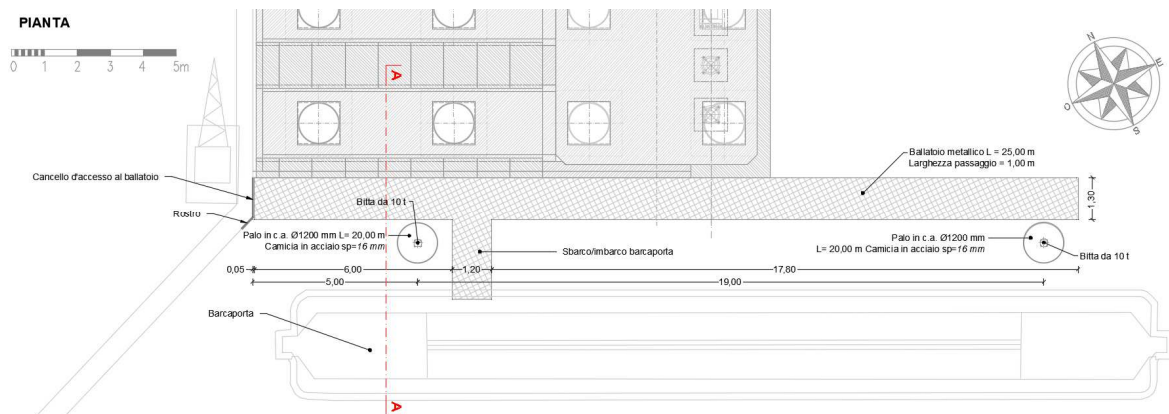 PIANTA
0 1 2 3 4 5m
A
N
E
S
O
Ballatoio metallico L = 25,00 m
Larghezza passaggio = 1,00 m
Cancello d'accesso al ballatoio
Rostro
Bitta da 10 t
1,30
Palo in c.a. Ø1200 mm L= 20,00 m
Camicia in acciaio sp=16 mm
Sbarco/imbarco barcaporta
Palo in c.a. Ø1200 mm
L= 20,00 m Camicia in acciaio sp=16 mm
Bitta da 10 t
0,05 6,00 1,20 17,80
5,00 19,00
Barcaporta
A